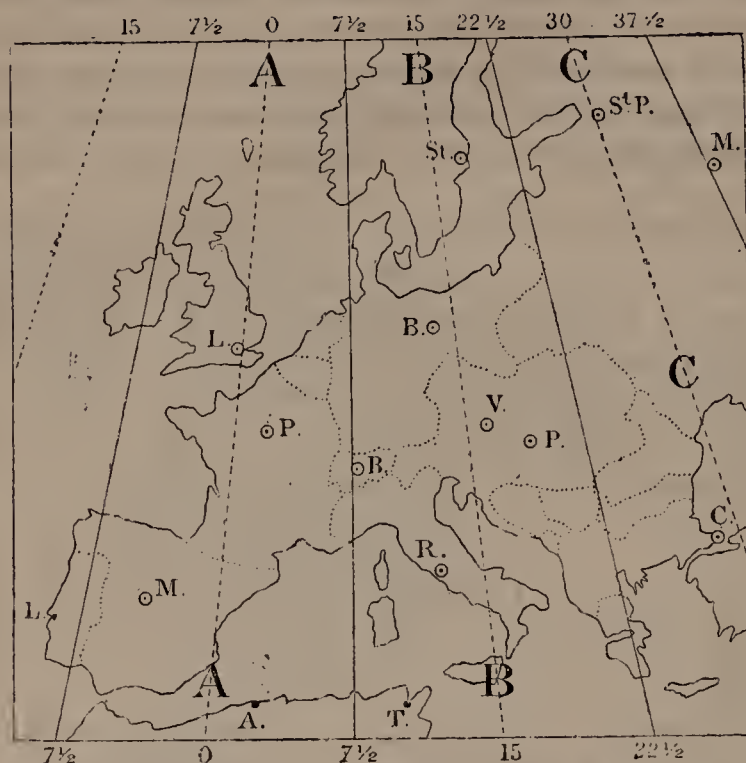 15 7½ 0 7½ 15 22½ 30 37½
A B C
Sᵗ P.
M.
St.
B.
L.
C
V.
P.
P.
B.
C.
R.
M.
L.
A B
A. T.
7½ 0 7½ 15 22½